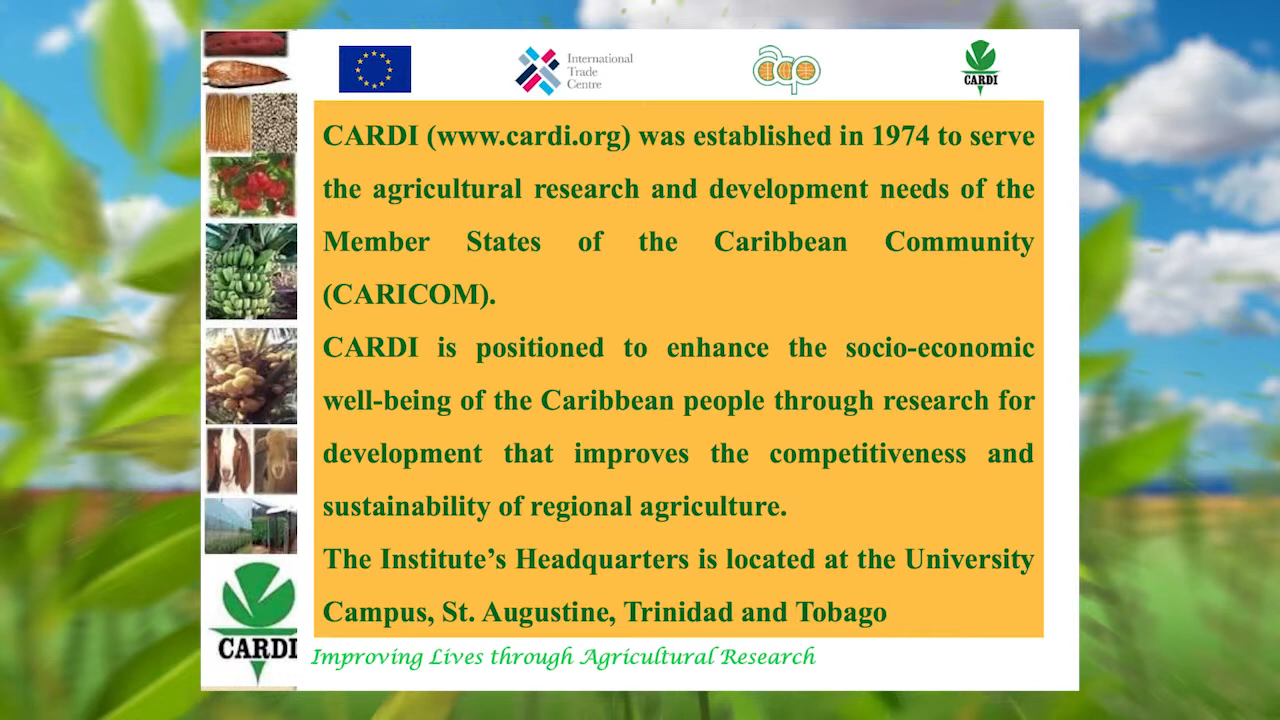 International
Trade
Centre
acp
CARDI
CARDI (www.cardi.org) was established in 1974 to serve
the agricultural research and development needs of the
Member States of the Caribbean Community
(CARICOM).
CARDI is positioned to enhance the socio-economic
well-being of the Caribbean people through research for
development that improves the competitiveness and
sustainability of regional agriculture.
The Institute’s Headquarters is located at the University
Campus, St. Augustine, Trinidad and Tobago
CARDI
Improving Lives through Agricultural Research